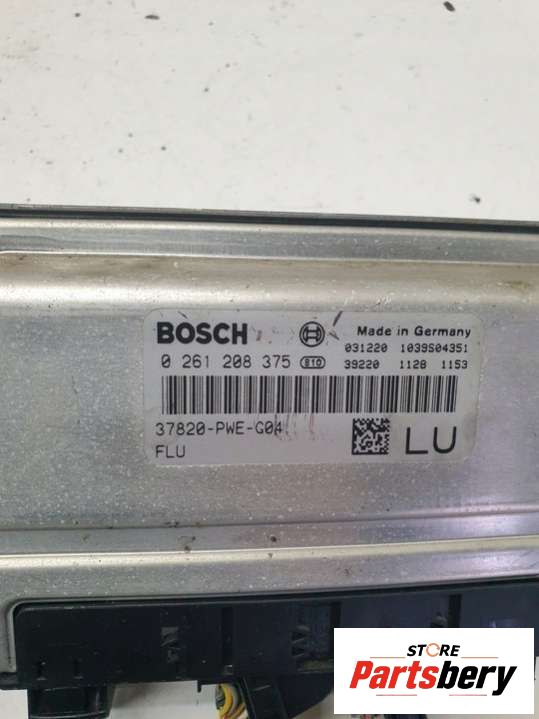 BOSCH
Made in Germany
031220 1039S04351
0 261 208 375 S10 39220 1128 1153
37820-PWE-G04
FLU
LU
STORE
Partsbery